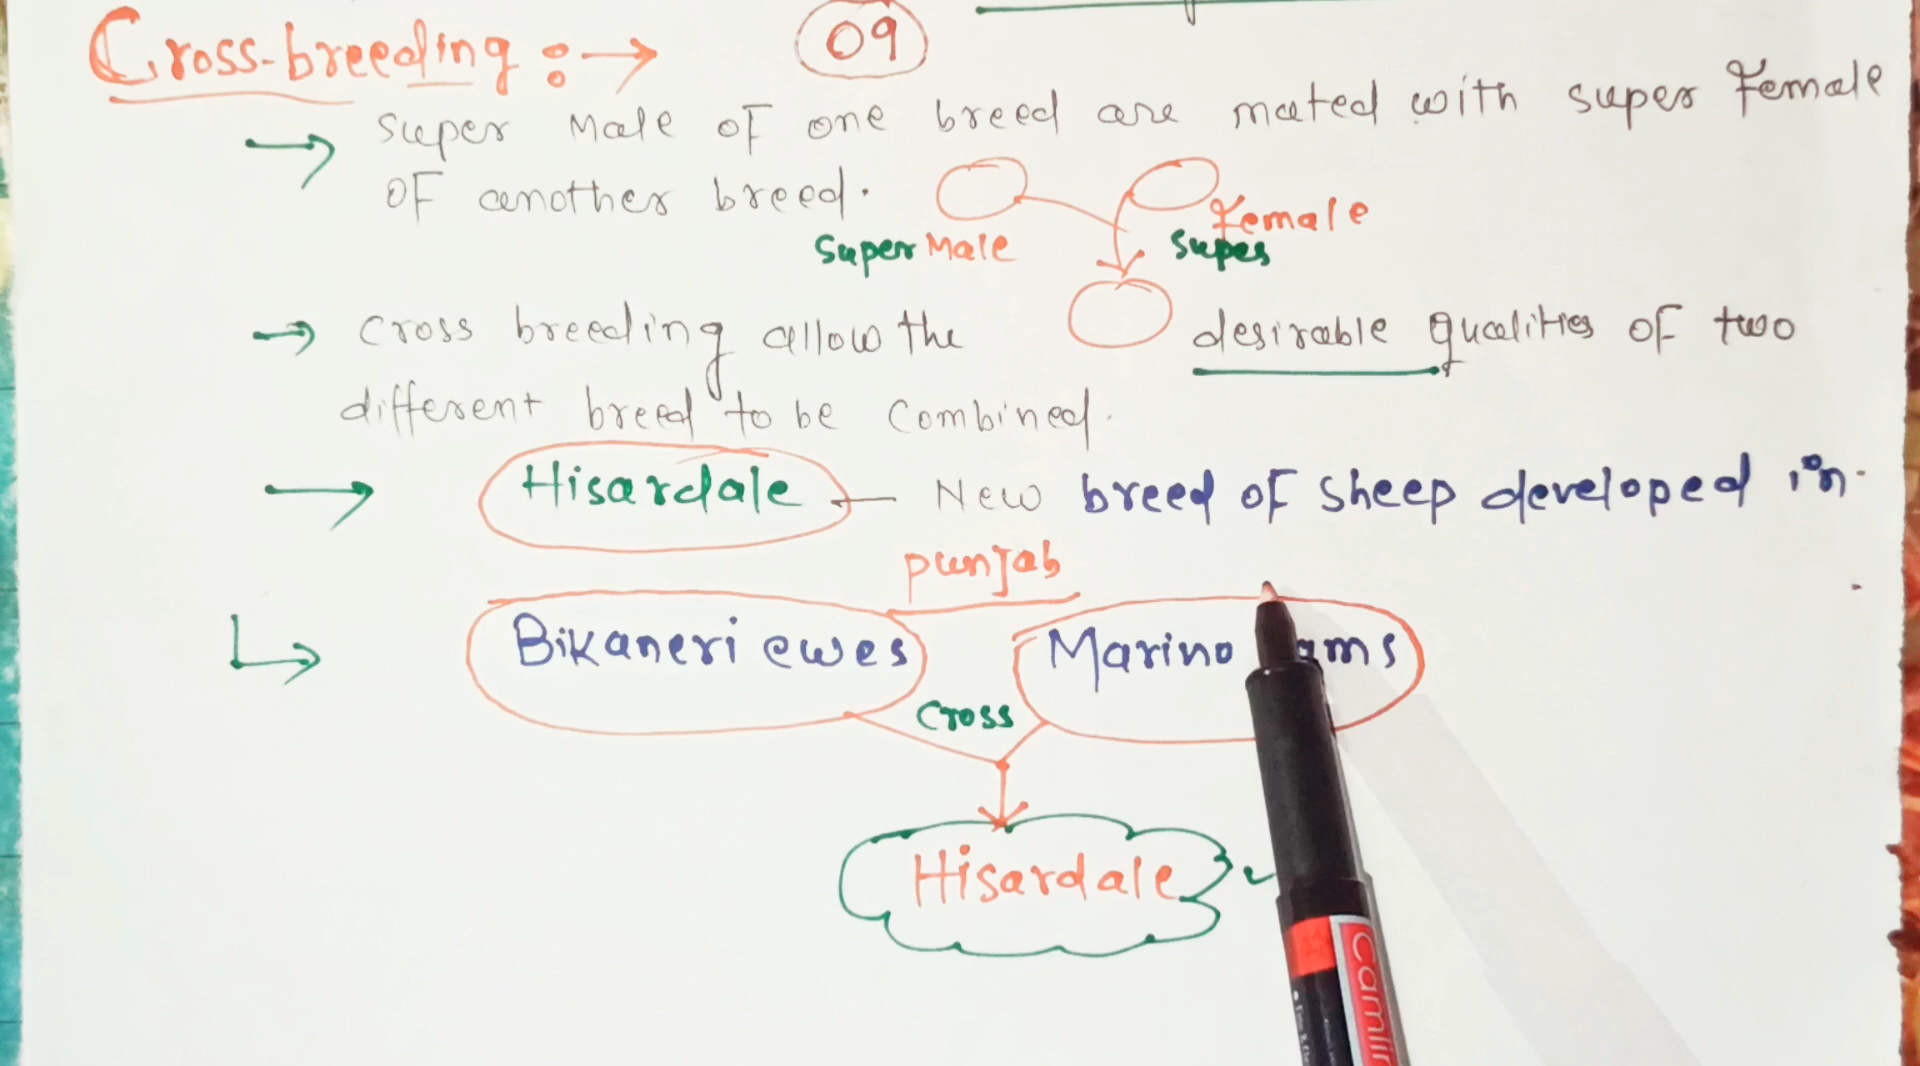 Cross-breeding :→ 09
→ super Male of one breed are mated with super Female
of another breed.
Female
Super Male Super
→ Cross breeding allow the desirable qualities of two
different breed to be Combined.
→ Hisardale — New breed of sheep developed in
punjab
Bikaneri ewes Marino
Cross
Hisardale
Camlin